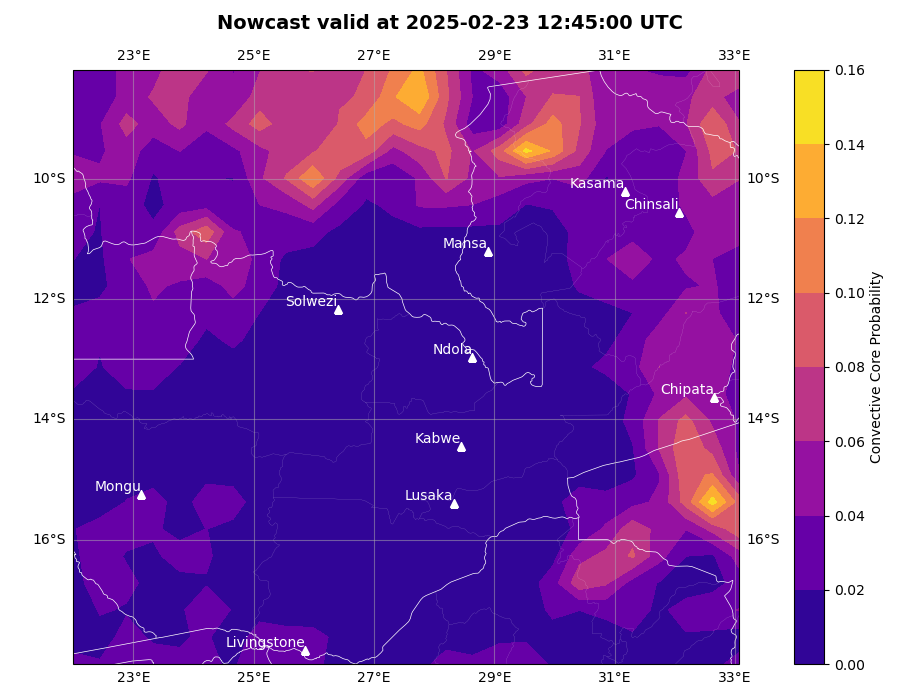 Nowcast valid at 2025-02-23 12:45:00 UTC
23°E 25°E 27°E 29°E 31°E 33°E
0.16
0.14
10°S 10°S
Kasama
Chinsali
0.12
Mansa
0.10
12°S 12°S
Solwezi
Ndola
0.08
Chipata
14°S 14°S
Kabwe
0.06
Mongu
Lusaka
0.04
16°S 16°S
0.02
Livingstone
0.00
23°E 25°E 27°E 29°E 31°E 33°E
Convective Core Probability